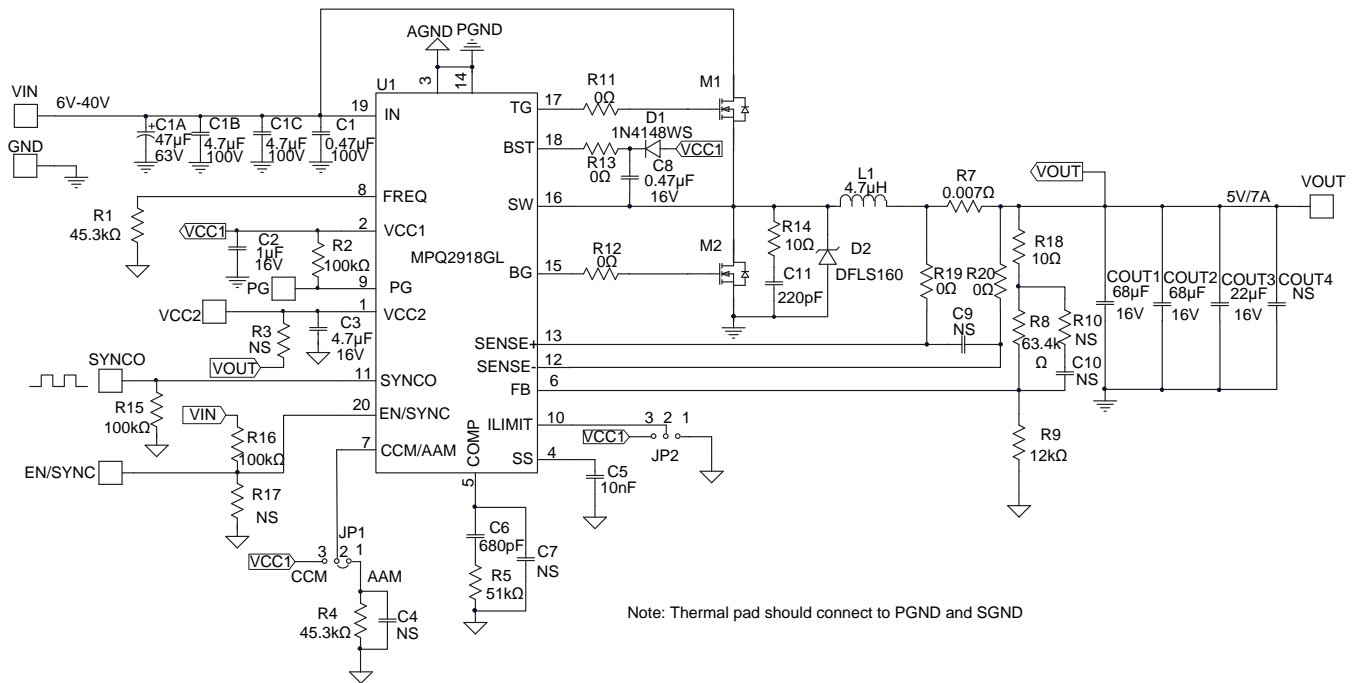 AGND PGND
VIN
6V-40V
GND
C1A
47µF
63V
C1B
4.7µF
100V
C1C
4.7µF
100V
C1
0.47µF
100V
U1
3
14
19
IN
8
FREQ
2
VCC1
9
PG
1
VCC2
11
SYNCO
20
EN/SYNC
7
CCM/AAM
MPQ2918GL
TG
17
BST
18
SW
16
BG
15
SENSE+
13
SENSE-
12
FB
6
ILIMIT
10
SS
4
COMP
5
R1
45.3kΩ
VCC1
C2
1µF
16V
R2
100kΩ
PG
VCC2
R3
NS
C3
4.7µF
16V
VOUT
SYNCO
R15
100kΩ
VIN
R16
100kΩ
EN/SYNC
R17
NS
JP1
3 2 1
VCC1
CCM
AAM
R4
45.3kΩ
C4
NS
C6
680pF
R5
51kΩ
C7
NS
R11
0Ω
M1
D1
1N4148WS
VCC1
R13
0Ω
C8
0.47µF
16V
R12
0Ω
M2
R14
10Ω
C11
220pF
D2
DFLS160
L1
4.7µH
R7
0.007Ω
R19
0Ω
R20
0Ω
C9
NS
VOUT
5V/7A
VOUT
R18
10Ω
R8
63.4k
Ω
R10
NS
C10
NS
R9
12kΩ
COUT1
68µF
16V
COUT2
68µF
16V
COUT3
22µF
16V
COUT4
NS
3 2 1
VCC1
JP2
C5
10nF
Note: Thermal pad should connect to PGND and SGND